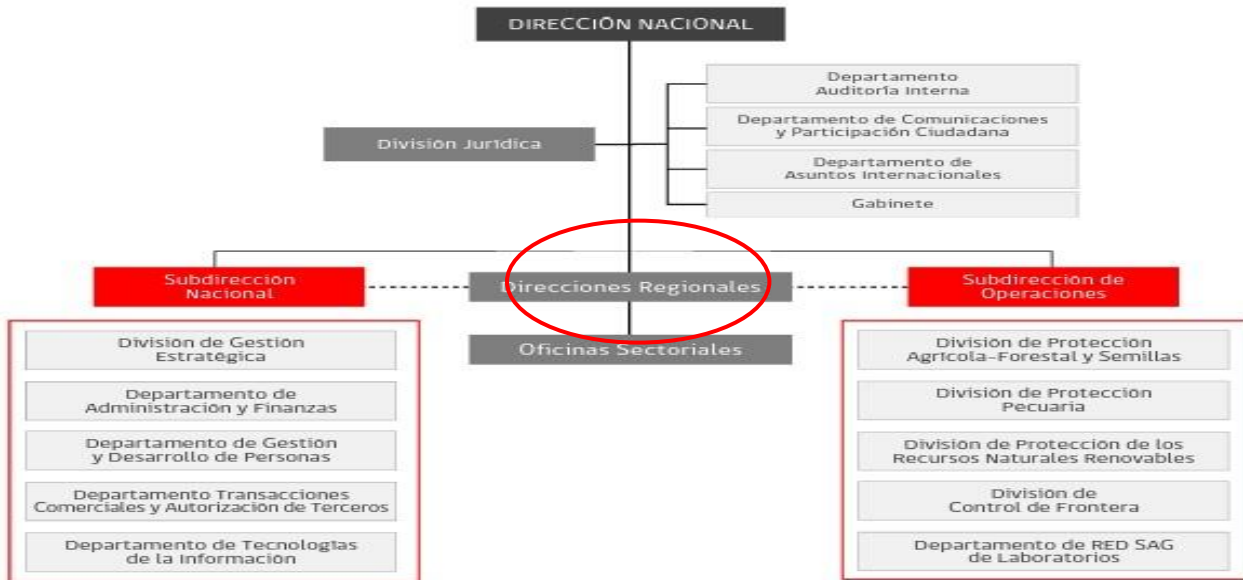 DIRECCIÓN NACIONAL
Departamento
Auditoría Interna
Departamento de Comunicaciones
y Participación Ciudadana
División Jurídica
Departamento de
Asuntos Internacionales
Gabinete
Subdirección
Nacional
Direcciones Regionales
Subdirección de
Operaciones
Oficinas Sectoriales
División de Gestión
Estratégica
Departamento de
Administración y Finanzas
Departamento de Gestión
y Desarrollo de Personas
Departamento Transacciones
Comerciales y Autorización de Terceros
Departamento de Tecnologías
de la Información
División de Protección
Agrícola-Forestal y Semillas
División de Protección
Pecuaria
División de Protección de los
Recursos Naturales Renovables
División de
Control de Frontera
Departamento de RED SAG
de Laboratorios